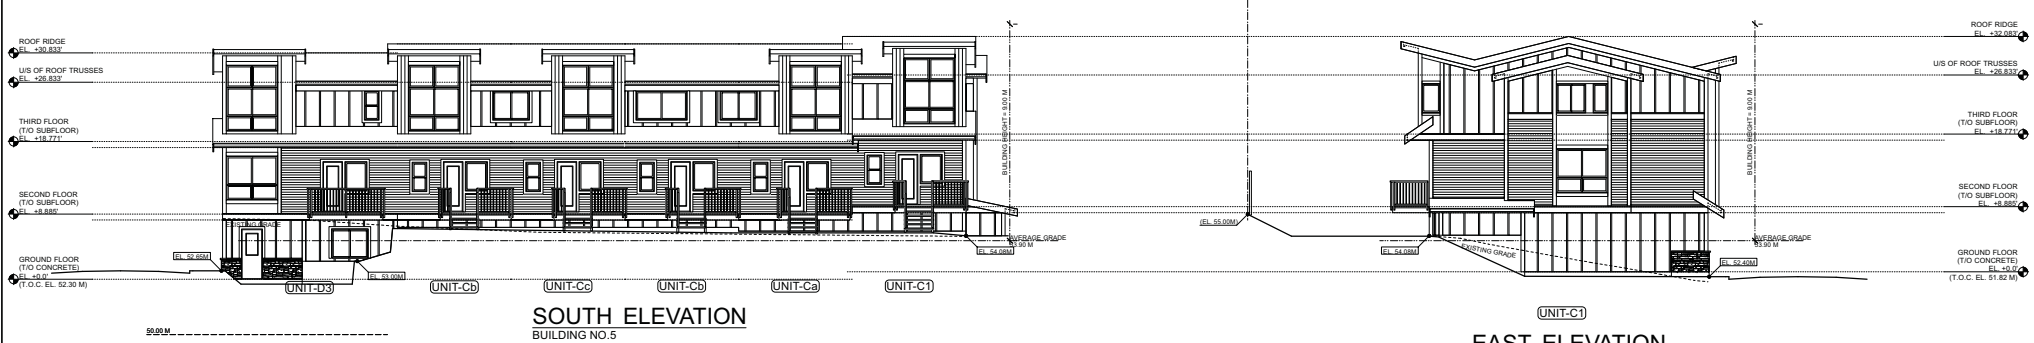 ROOF RIDGE
EL. +30.833'
U/S OF ROOF TRUSSES
EL. +26.833'
THIRD FLOOR
(T/O SUBFLOOR)
EL. +18.771'
SECOND FLOOR
(T/O SUBFLOOR)
EL. +8.885'
GROUND FLOOR
(T/O CONCRETE)
EL. +0.0'
(T.O.C. EL. 52.30 M)
EXISTING GRADE
EL. 52.65M
EL. 53.00M
BUILDING HEIGHT = 9.00 M
AVERAGE GRADE
53.90 M
EL. 54.08M
UNIT-D3
UNIT-Cb
UNIT-Cc
UNIT-Cb
UNIT-Ca
UNIT-C1
SOUTH ELEVATION
BUILDING NO.5
50.00 M
(EL. 55.00M)
EL. 54.08M
EXISTING GRADE
EL. 52.40M
BUILDING HEIGHT = 9.00 M
AVERAGE GRADE
53.90 M
ROOF RIDGE
EL. +32.083'
U/S OF ROOF TRUSSES
EL. +26.833'
THIRD FLOOR
(T/O SUBFLOOR)
EL. +18.771'
SECOND FLOOR
(T/O SUBFLOOR)
EL. +8.885'
GROUND FLOOR
(T/O CONCRETE)
EL. +0.0'
(T.O.C. EL. 51.82 M)
UNIT-C1
EAST ELEVATION